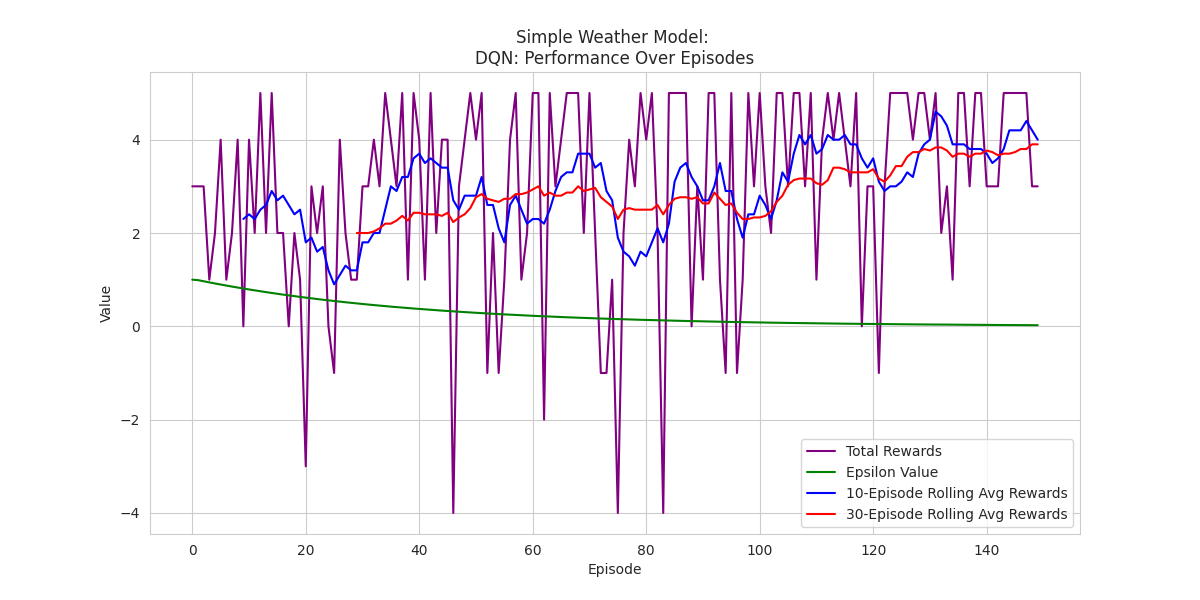 Simple Weather Model:
DQN: Performance Over Episodes
Value
4
2
0
−2
−4
0 20 40 60 80 100 120 140
Episode
Total Rewards
Epsilon Value
10-Episode Rolling Avg Rewards
30-Episode Rolling Avg Rewards